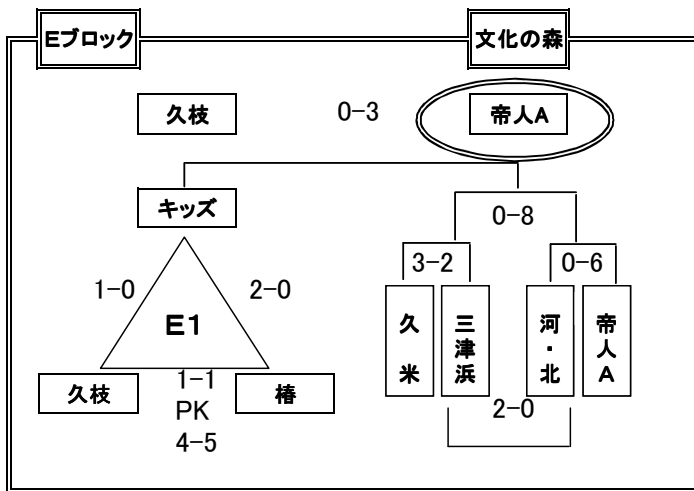 Eブロック
文化の森
久枝
0-3
帝人A
キッズ
0-8
1-0
2-0
3-2
0-6
E1
久米
三津浜
河・北
帝人A
久枝
1-1
PK
4-5
椿
2-0